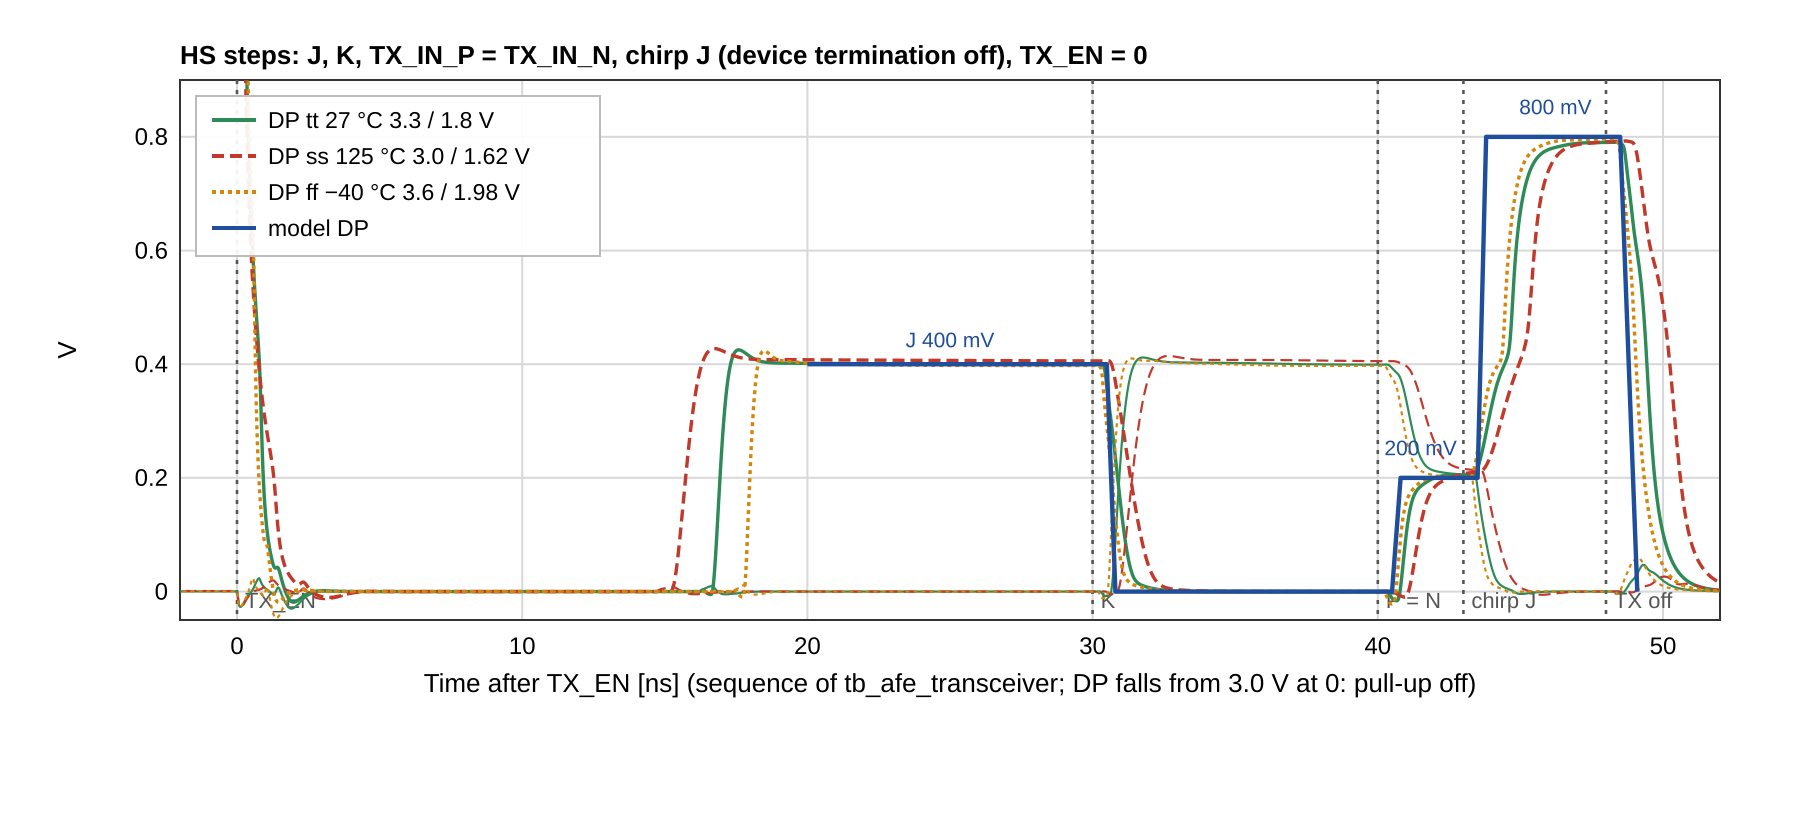 HS steps: J, K, TX_IN_P = TX_IN_N, chirp J (device termination off), TX_EN = 0
DP tt 27 °C 3.3 / 1.8 V
DP ss 125 °C 3.0 / 1.62 V
DP ff −40 °C 3.6 / 1.98 V
model DP
800 mV
J 400 mV
200 mV
0.8
0.6
0.4
0.2
0
V
TX_EN
K
P = N
chirp J
TX off
0
10
20
30
40
50
Time after TX_EN [ns] (sequence of tb_afe_transceiver; DP falls from 3.0 V at 0: pull-up off)